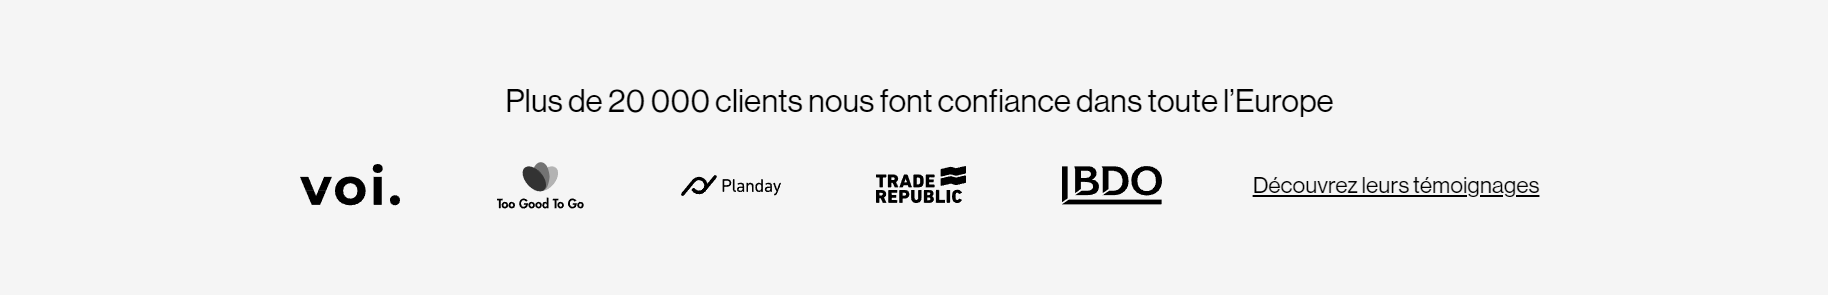 Plus de 20 000 clients nous font confiance dans toute l’Europe
voi.
Too Good To Go
Planday
TRADE
REPUBLIC
BDO
Découvrez leurs témoignages